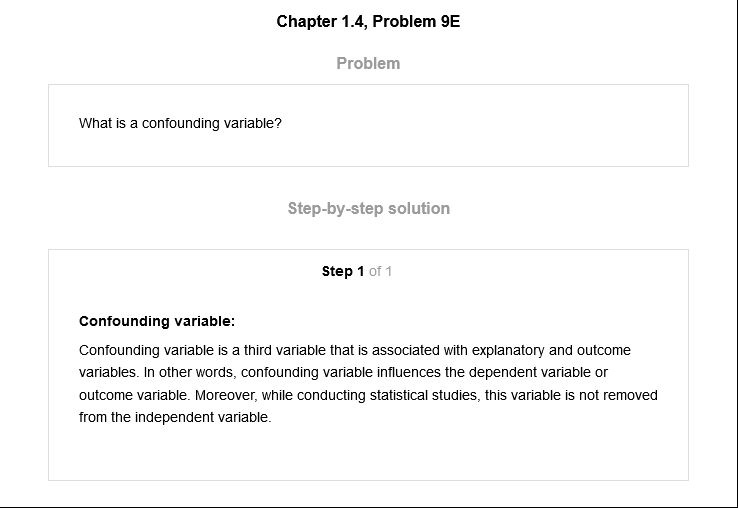 Chapter 1.4, Problem 9E
Problem
What is a confounding variable?
Step-by-step solution
Step 1 of 1
Confounding variable:
Confounding variable is a third variable that is associated with explanatory and outcome
variables. In other words, confounding variable influences the dependent variable or
outcome variable. Moreover, while conducting statistical studies, this variable is not removed
from the independent variable.